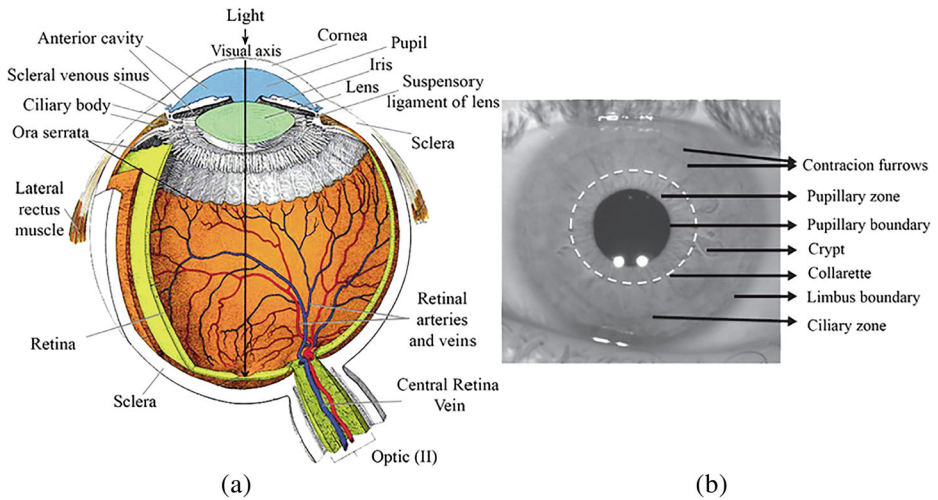 Light
Visual axis
Anterior cavity
Scleral venous sinus
Ciliary body
Ora serrata
Lateral
rectus
muscle
Retina
Sclera
Cornea
Pupil
Iris
Lens
Suspensory
ligament of lens
Sclera
Retinal
arteries
and veins
Central Retina
Vein
Optic (II)
(a)
Contracion furrows
Pupillary zone
Pupillary boundary
Crypt
Collarette
Limbus boundary
Ciliary zone
(b)